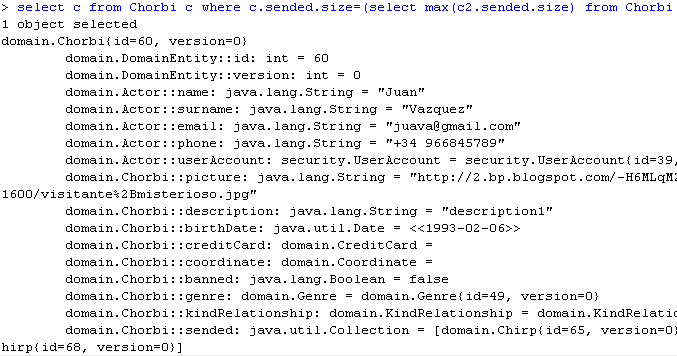 > select c from Chorbi c where c.sended.size=(select max(c2.sended.size) from Chorbi
1 object selected
domain.Chorbi{id=60, version=0}
domain.DomainEntity::id: int = 60
domain.DomainEntity::version: int = 0
domain.Actor::name: java.lang.String = "Juan"
domain.Actor::surname: java.lang.String = "Vazquez"
domain.Actor::email: java.lang.String = "juava@gmail.com"
domain.Actor::phone: java.lang.String = "+34 966845789"
domain.Actor::userAccount: security.UserAccount = security.UserAccount{id=39,
domain.Chorbi::picture: java.lang.String = "http://2.bp.blogspot.com/-H6MLqM2
1600/visitante%2Bmisterioso.jpg"
domain.Chorbi::description: java.lang.String = "description1"
domain.Chorbi::birthDate: java.util.Date = <<1993-02-06>>
domain.Chorbi::creditCard: domain.CreditCard =
domain.Chorbi::coordinate: domain.Coordinate =
domain.Chorbi::banned: java.lang.Boolean = false
domain.Chorbi::genre: domain.Genre = domain.Genre{id=49, version=0}
domain.Chorbi::kindRelationship: domain.KindRelationship = domain.KindRelatio
domain.Chorbi::sended: java.util.Collection = [domain.Chirp{id=65, version=0}
hirp{id=68, version=0}]